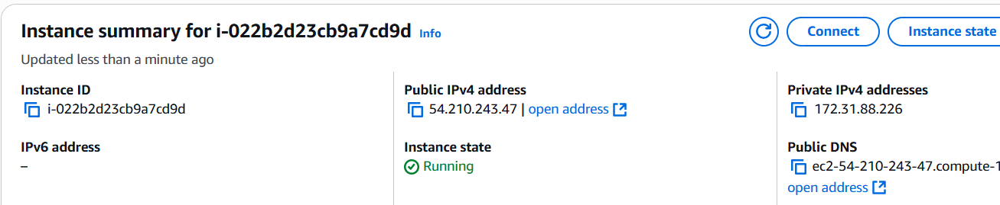 Instance summary for i-022b2d23cb9a7cd9d Info
Connect
Instance state
Updated less than a minute ago
Instance ID
i-022b2d23cb9a7cd9d
Public IPv4 address
54.210.243.47 | open address
Private IPv4 addresses
172.31.88.226
IPv6 address
–
Instance state
Running
Public DNS
ec2-54-210-243-47.compute-1
open address